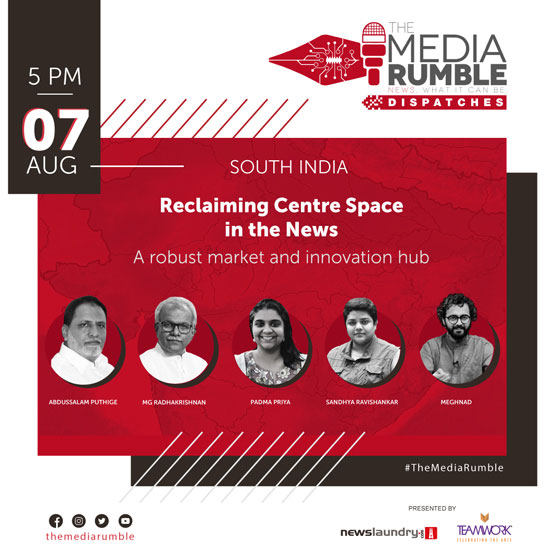 5 PM
07
AUG
THE
MEDIA
RUMBLE
NEWS, WHAT IT CAN BE
DISPATCHES
SOUTH INDIA
Reclaiming Centre Space
in the News
A robust market and innovation hub
ABDUSSALAM PUTHIGE
MG RADHAKRISHNAN
PADMA PRIYA
SANDHYA RAVISHANKAR
MEGHNAD
#TheMediaRumble
PRESENTED BY
themediarumble
newslaundry.com
TEAMWORK
CELEBRATING THE ARTS